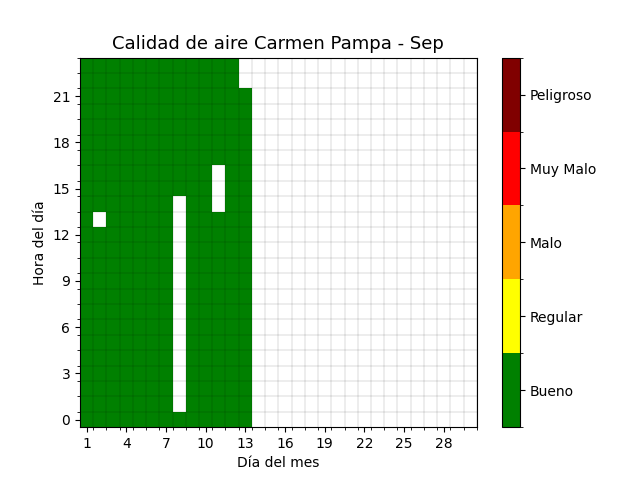 Calidad de aire Carmen Pampa - Sep
Hora del día
21
18
15
12
9
6
3
0
1 4 7 10 13 16 19 22 25 28
Día del mes
Peligroso
Muy Malo
Malo
Regular
Bueno